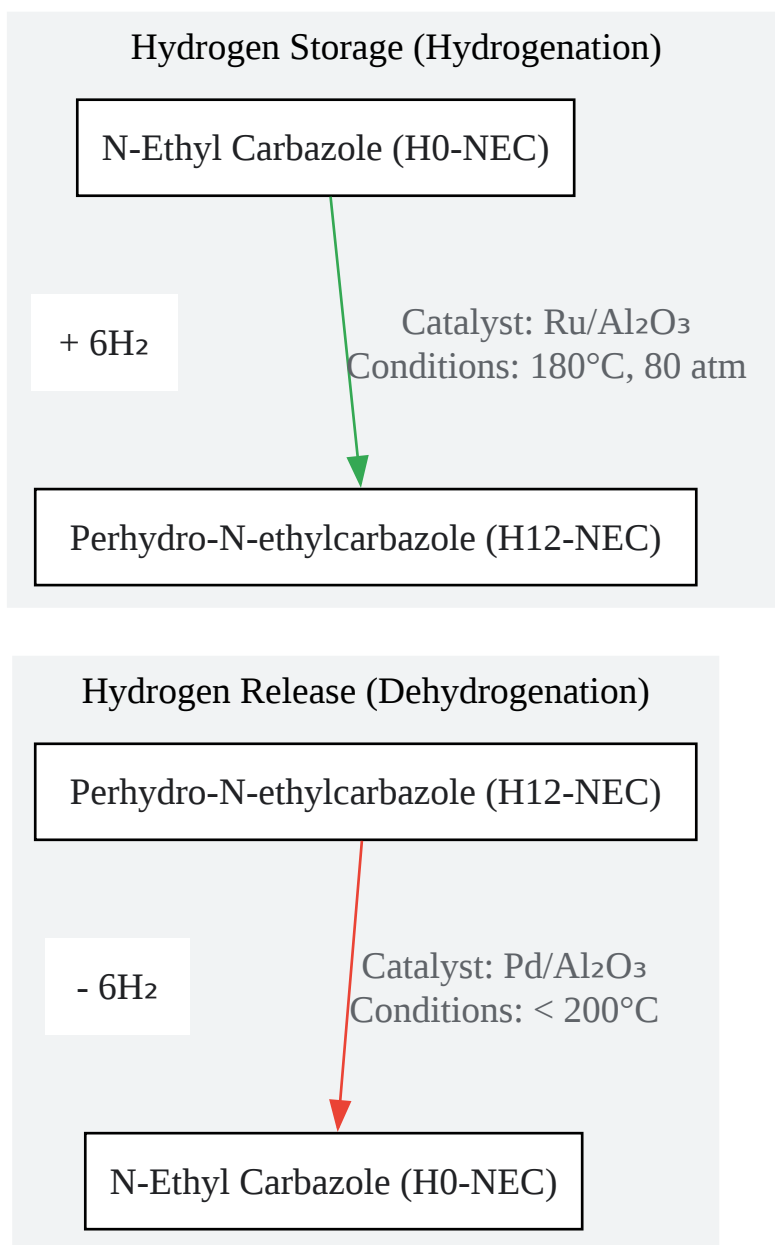 Hydrogen Storage (Hydrogenation)
N-Ethyl Carbazole (H0-NEC)
+ 6H₂
Catalyst: Ru/Al₂O₃
Conditions: 180°C, 80 atm
Perhydro-N-ethylcarbazole (H12-NEC)
Hydrogen Release (Dehydrogenation)
Perhydro-N-ethylcarbazole (H12-NEC)
- 6H₂
Catalyst: Pd/Al₂O₃
Conditions: < 200°C
N-Ethyl Carbazole (H0-NEC)